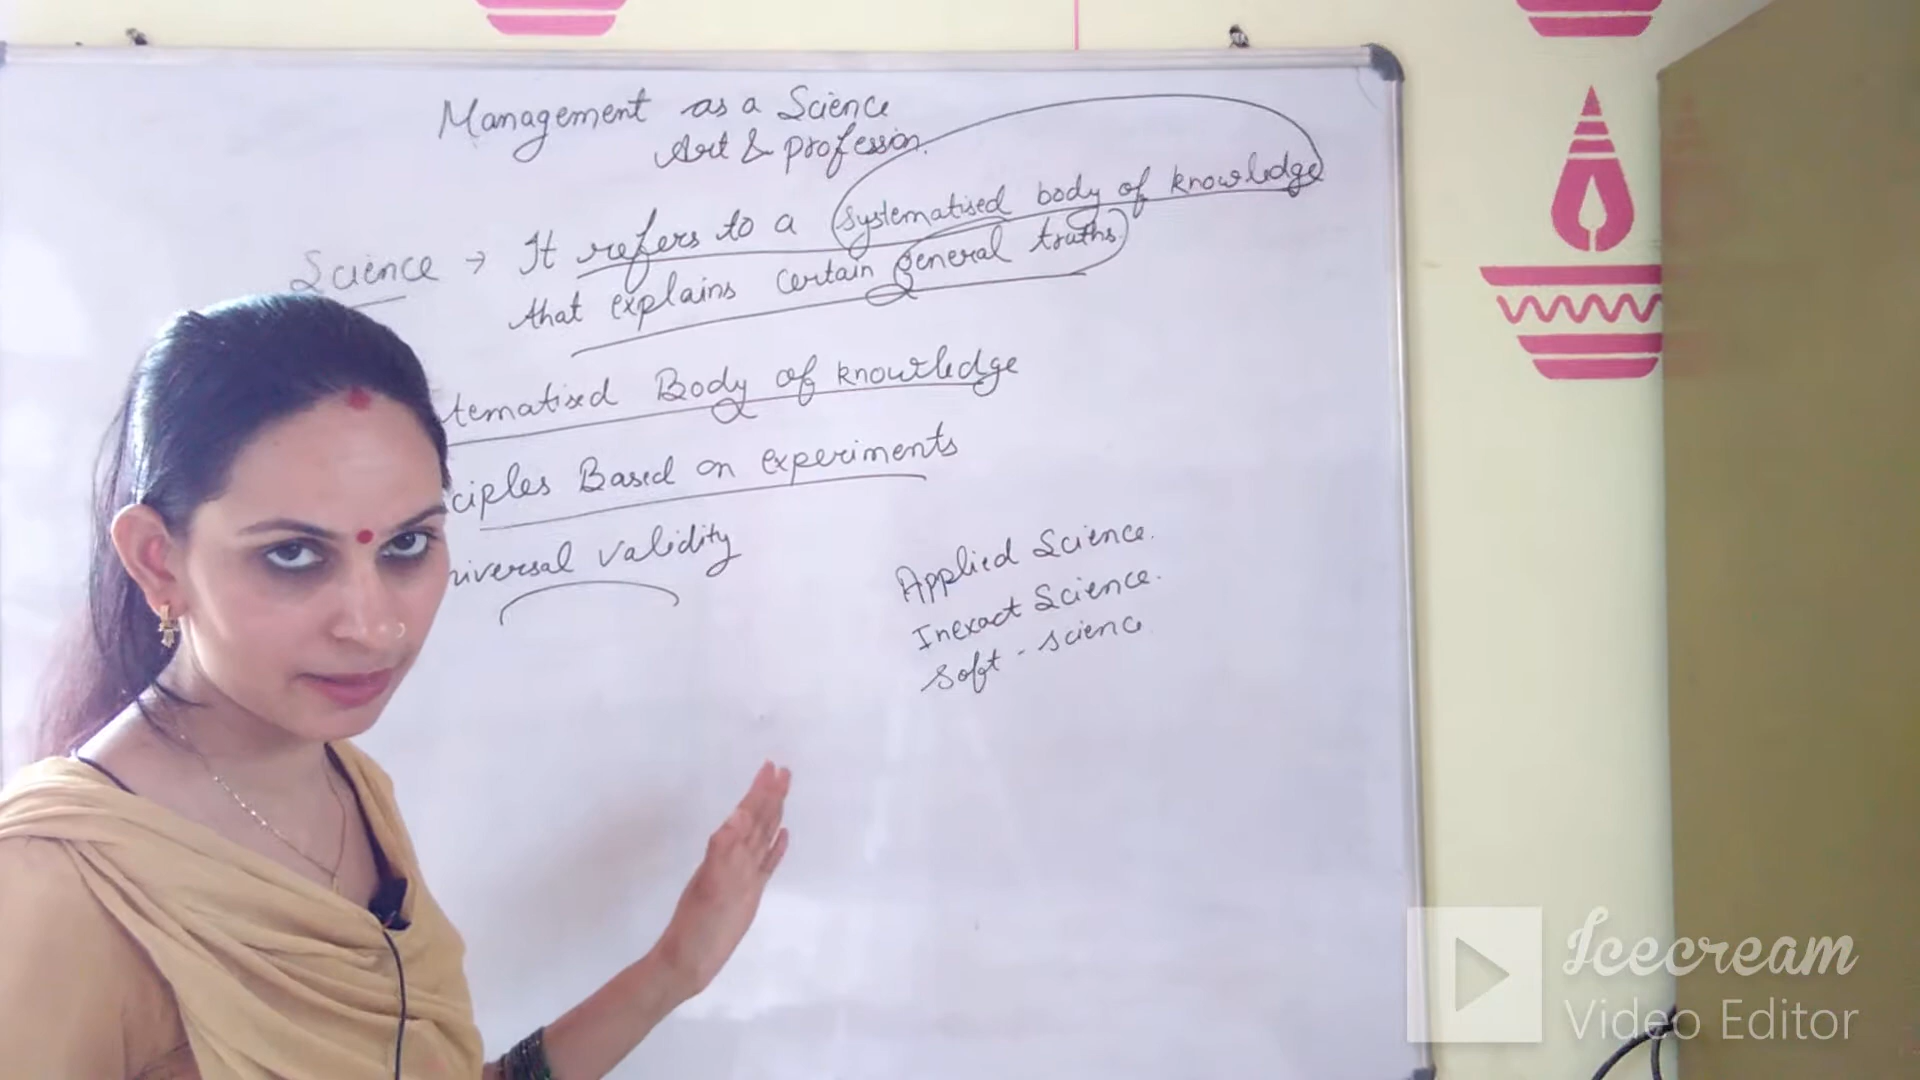 Management as a Science
Art & profession.
Science → It refers to a systematised body of knowledge
that explains certain general truths.
tematised Body of knowledge
ciples Based on experiments
niversal validity
Applied Science.
Inexact Science.
Soft - science
Icecream
Video Editor